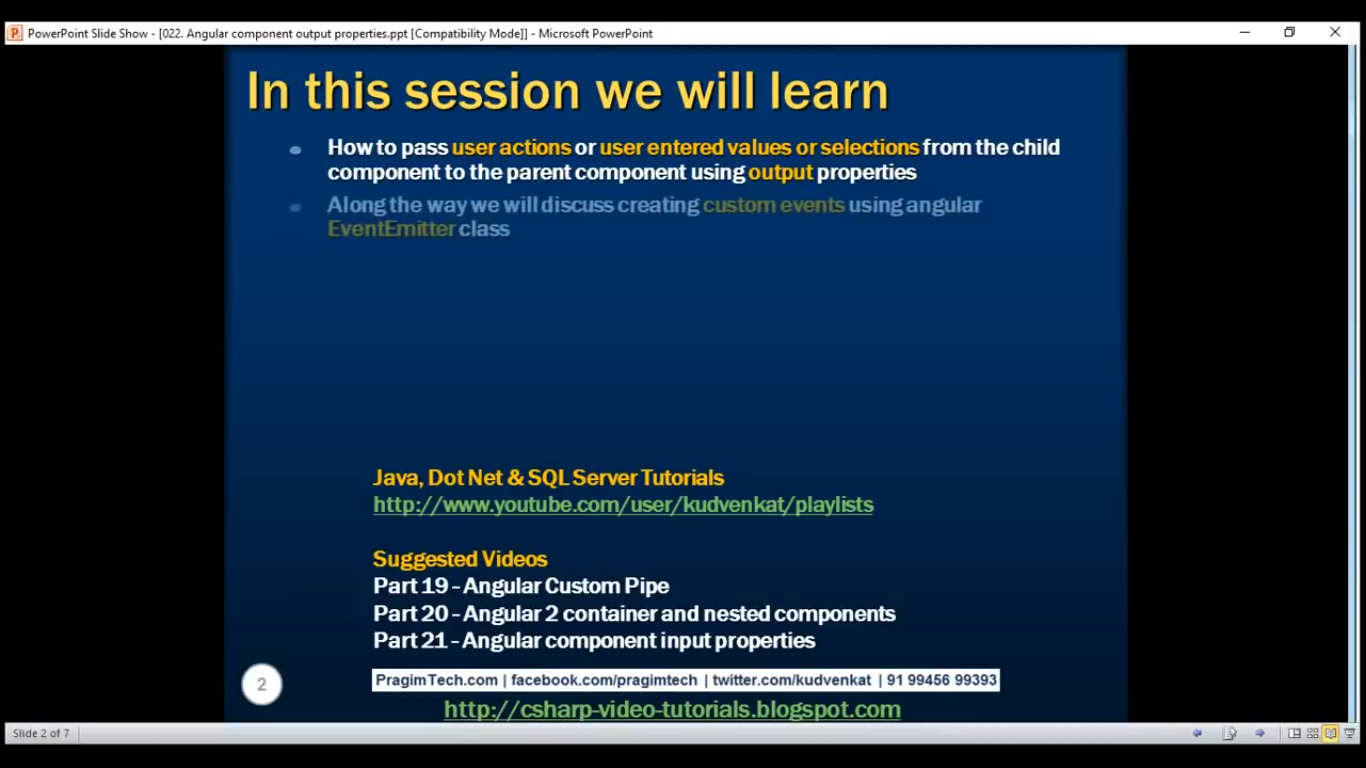 PowerPoint Slide Show - [022. Angular component output properties.ppt [Compatibility Mode]] - Microsoft PowerPoint
In this session we will learn
How to pass user actions or user entered values or selections from the child
component to the parent component using output properties
Along the way we will discuss creating custom events using angular
EventEmitter class
Java, Dot Net & SQL Server Tutorials
http://www.youtube.com/user/kudvenkat/playlists
Suggested Videos
Part 19 - Angular Custom Pipe
Part 20 - Angular 2 container and nested components
Part 21 - Angular component input properties
2
PragimTech.com | facebook.com/pragimtech | twitter.com/kudvenkat | 91 99456 99393
http://csharp-video-tutorials.blogspot.com
Slide 2 of 7